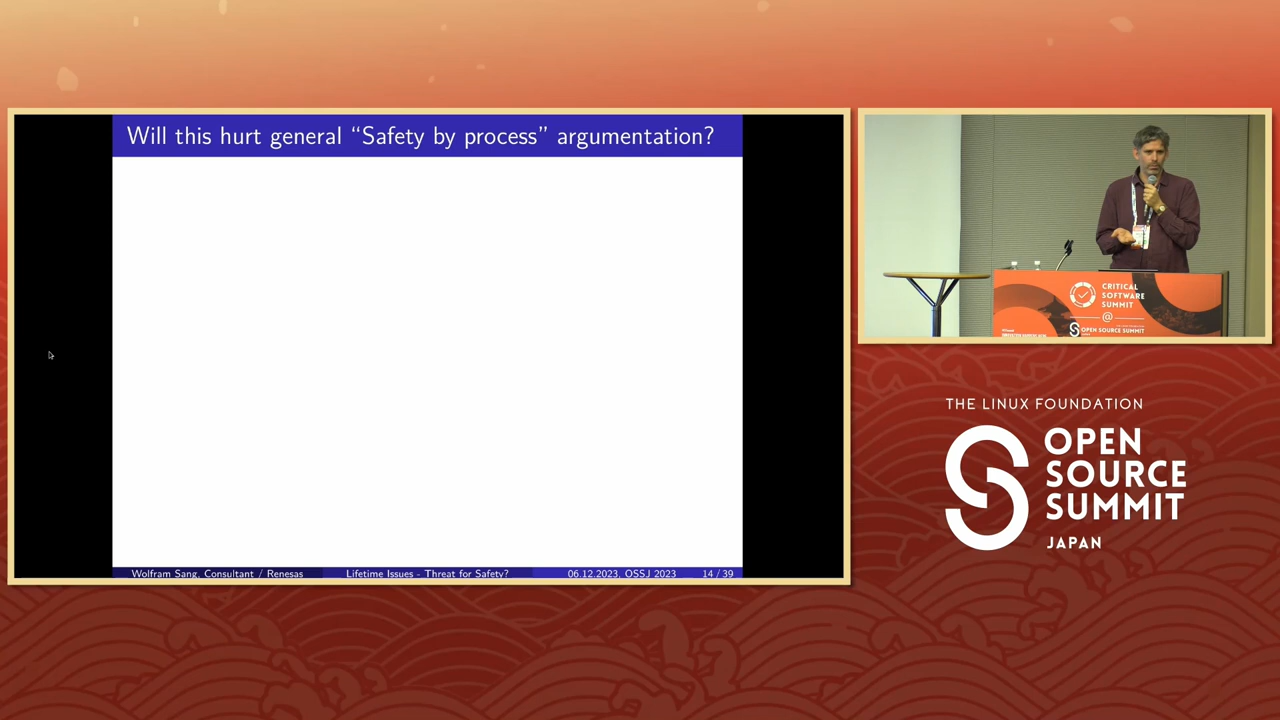 Will this hurt general “Safety by process” argumentation?
Wolfram Sang, Consultant / Renesas
Lifetime Issues - Threat for Safety?
06.12.2023, OSSJ 2023
14 / 39
CRITICAL
SOFTWARE
SUMMIT
@
OPEN SOURCE SUMMIT
THE LINUX FOUNDATION
OPEN
SOURCE
SUMMIT
JAPAN